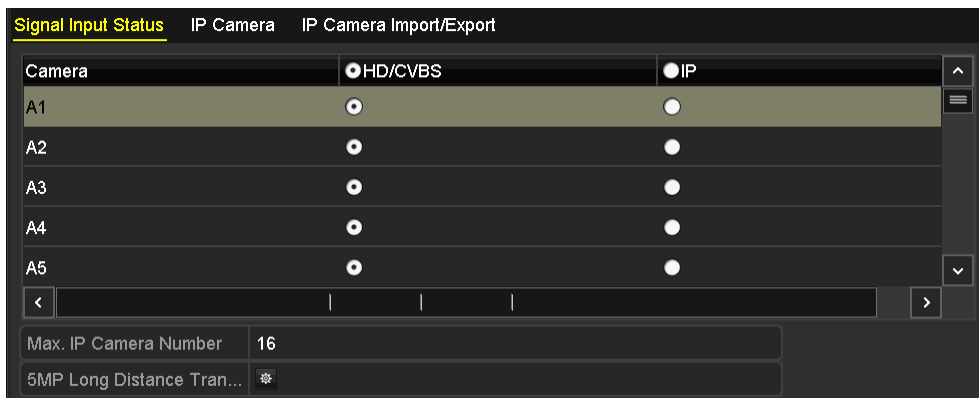 Signal Input Status IP Camera IP Camera Import/Export
Camera HD/CVBS IP
A1
A2
A3
A4
A5
Max. IP Camera Number 16
5MP Long Distance Tran...